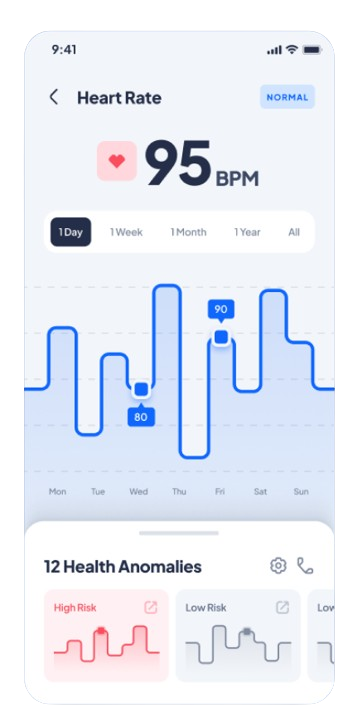 9:41
Heart Rate
NORMAL
95 BPM
1 Day 1 Week 1 Month 1 Year All
90
80
Mon Tue Wed Thu Fri Sat Sun
12 Health Anomalies
High Risk Low Risk Low